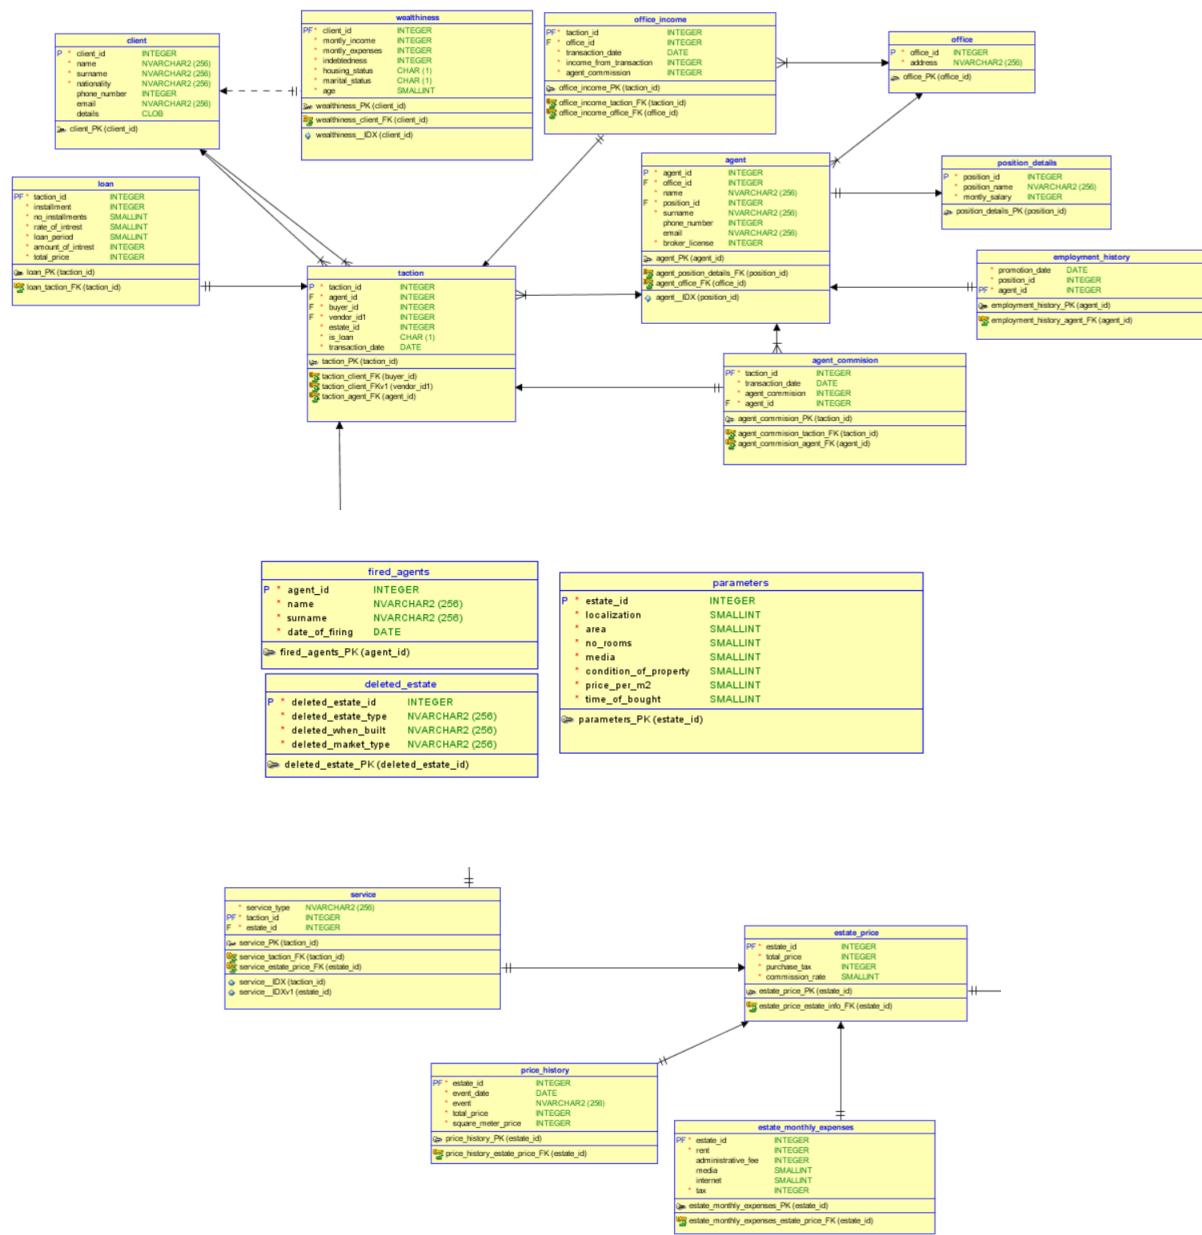 client
P * client_id INTEGER
* name NVARCHAR2 (256)
* surname NVARCHAR2 (256)
* nationality NVARCHAR2 (256)
phone_number INTEGER
email NVARCHAR2 (256)
details CLOB
client_PK (client_id)
wealthiness
PF * client_id INTEGER
* montly_income INTEGER
* montly_expenses INTEGER
* indebtedness INTEGER
* housing_status CHAR (1)
* marital_status CHAR (1)
* age SMALLINT
wealthiness_PK (client_id)
wealthiness_client_FK (client_id)
wealthiness__IDX (client_id)
office_income
PF * taction_id INTEGER
F * office_id INTEGER
* transaction_date DATE
* income_from_transaction INTEGER
* agent_commission INTEGER
office_income_PK (taction_id)
office_income_taction_FK (taction_id)
office_income_office_FK (office_id)
office
P * office_id INTEGER
* address NVARCHAR2 (256)
office_PK (office_id)
loan
PF * taction_id INTEGER
* installment INTEGER
* no_installments SMALLINT
* rate_of_intrest SMALLINT
* loan_period SMALLINT
* amount_of_intrest INTEGER
* total_price INTEGER
loan_PK (taction_id)
loan_taction_FK (taction_id)
agent
P * agent_id INTEGER
F * office_id INTEGER
* name NVARCHAR2 (256)
F * position_id INTEGER
* surname NVARCHAR2 (256)
phone_number INTEGER
email NVARCHAR2 (256)
* broker_license INTEGER
agent_PK (agent_id)
agent_position_details_FK (position_id)
agent_office_FK (office_id)
agent__IDX (position_id)
position_details
P * position_id INTEGER
* position_name NVARCHAR2 (256)
* montly_salary INTEGER
position_details_PK (position_id)
employment_history
* promotion_date DATE
* position_id INTEGER
PF * agent_id INTEGER
employment_history_PK (agent_id)
employment_history_agent_FK (agent_id)
taction
P * taction_id INTEGER
F * agent_id INTEGER
F * buyer_id INTEGER
F * vendor_id1 INTEGER
* estate_id INTEGER
* is_loan CHAR (1)
* transaction_date DATE
taction_PK (taction_id)
taction_client_FK (buyer_id)
taction_client_FKv1 (vendor_id1)
taction_agent_FK (agent_id)
agent_commision
PF * taction_id INTEGER
* transaction_date DATE
* agent_commision INTEGER
F * agent_id INTEGER
agent_commision_PK (taction_id)
agent_commision_taction_FK (taction_id)
agent_commision_agent_FK (agent_id)
fired_agents
P * agent_id INTEGER
* name NVARCHAR2 (256)
* surname NVARCHAR2 (256)
* date_of_firing DATE
fired_agents_PK (agent_id)
parameters
P * estate_id INTEGER
* localization SMALLINT
* area SMALLINT
* no_rooms SMALLINT
* media SMALLINT
* condition_of_property SMALLINT
* price_per_m2 SMALLINT
* time_of_bought SMALLINT
parameters_PK (estate_id)
deleted_estate
P * deleted_estate_id INTEGER
* deleted_estate_type NVARCHAR2 (256)
* deleted_when_built NVARCHAR2 (256)
* deleted_market_type NVARCHAR2 (256)
deleted_estate_PK (deleted_estate_id)
service
* service_type NVARCHAR2 (256)
PF * taction_id INTEGER
F * estate_id INTEGER
service_PK (taction_id)
service_taction_FK (taction_id)
service_estate_price_FK (estate_id)
service__IDX (taction_id)
service__IDXv1 (estate_id)
estate_price
PF * estate_id INTEGER
* total_price INTEGER
* purchase_tax INTEGER
* commission_rate SMALLINT
estate_price_PK (estate_id)
estate_price_estate_info_FK (estate_id)
price_history
PF * estate_id INTEGER
* event_date DATE
* event NVARCHAR2 (256)
* total_price INTEGER
* square_meter_price INTEGER
price_history_PK (estate_id)
price_history_estate_price_FK (estate_id)
estate_monthly_expenses
PF * estate_id INTEGER
* rent INTEGER
administrative_fee INTEGER
media SMALLINT
internet SMALLINT
* tax INTEGER
estate_monthly_expenses_PK (estate_id)
estate_monthly_expenses_estate_price_FK (estate_id)